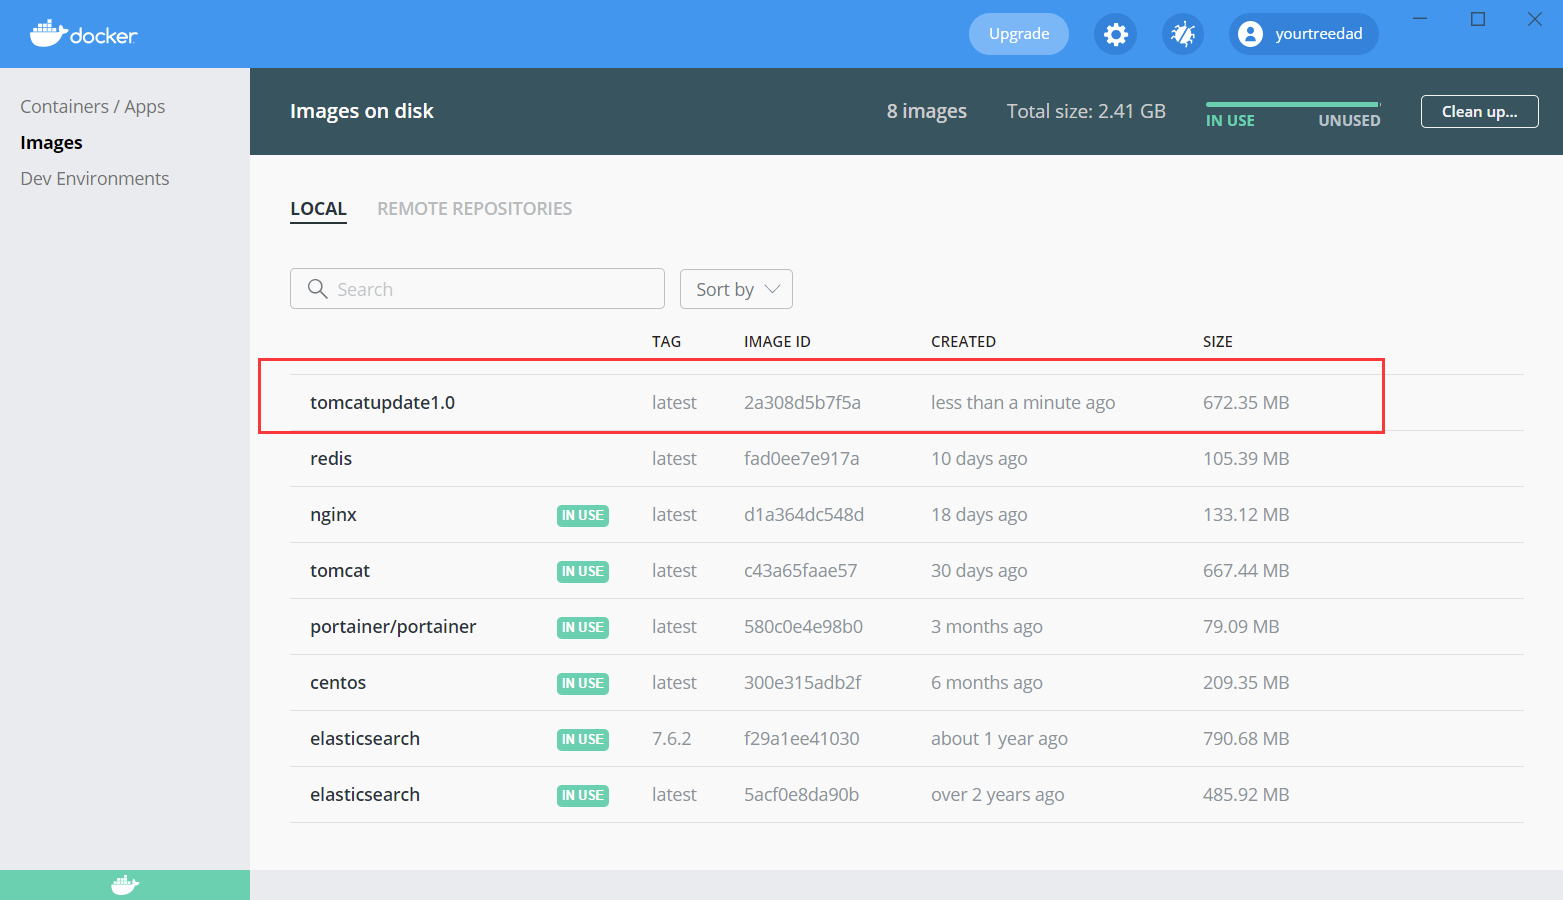 docker
Upgrade
yourtreedad
Containers / Apps
Images
Dev Environments
Images on disk
8 images
Total size: 2.41 GB
IN USE
UNUSED
Clean up...
LOCAL
REMOTE REPOSITORIES
Search
Sort by
TAG IMAGE ID CREATED SIZE
tomcatupdate1.0 latest 2a308d5b7f5a less than a minute ago 672.35 MB
redis latest fad0ee7e917a 10 days ago 105.39 MB
nginx IN USE latest d1a364dc548d 18 days ago 133.12 MB
tomcat IN USE latest c43a65faae57 30 days ago 667.44 MB
portainer/portainer IN USE latest 580c0e4e98b0 3 months ago 79.09 MB
centos IN USE latest 300e315adb2f 6 months ago 209.35 MB
elasticsearch IN USE 7.6.2 f29a1ee41030 about 1 year ago 790.68 MB
elasticsearch IN USE latest 5acf0e8da90b over 2 years ago 485.92 MB